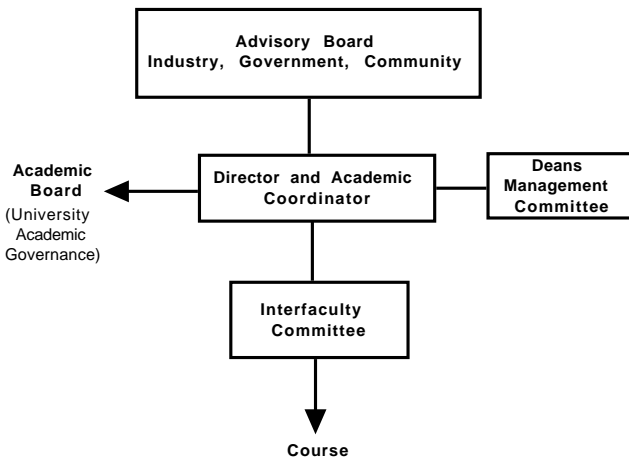 Advisory Board
Industry, Government, Community
Academic
Board
(University
Academic
Governance)
Director and Academic
Coordinator
Deans
Management
Committee
Interfaculty
Committee
Course